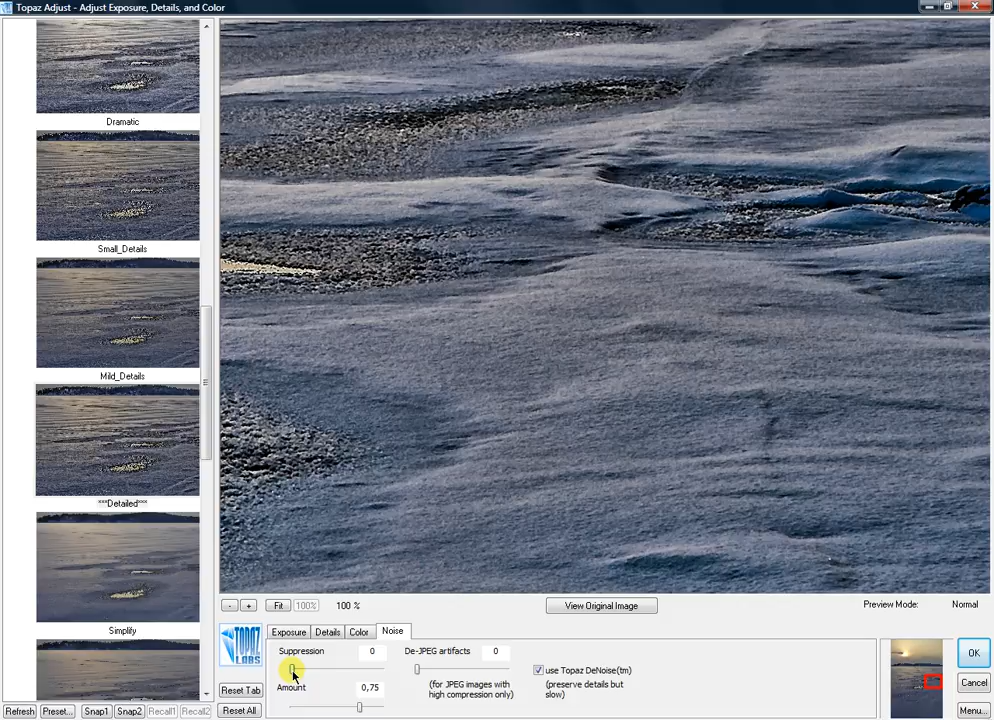 Topaz Adjust - Adjust Exposure, Details, and Color
Dramatic
Small_Details
Mild_Details
***Detailed***
Simplify
- + Fit 100% 100 % View Original Image Preview Mode: Normal
Exposure Details Color Noise
Suppression 0 De-JPEG artifacts 0
use Topaz DeNoise(tm)
Amount 0,75 (for JPEG images with (preserve details but
high compression only) slow)
TOPAZ
LABS
Reset Tab
Reset All
OK
Cancel
Menu...
Refresh Preset... Snap1 Snap2 Recall1 Recall2